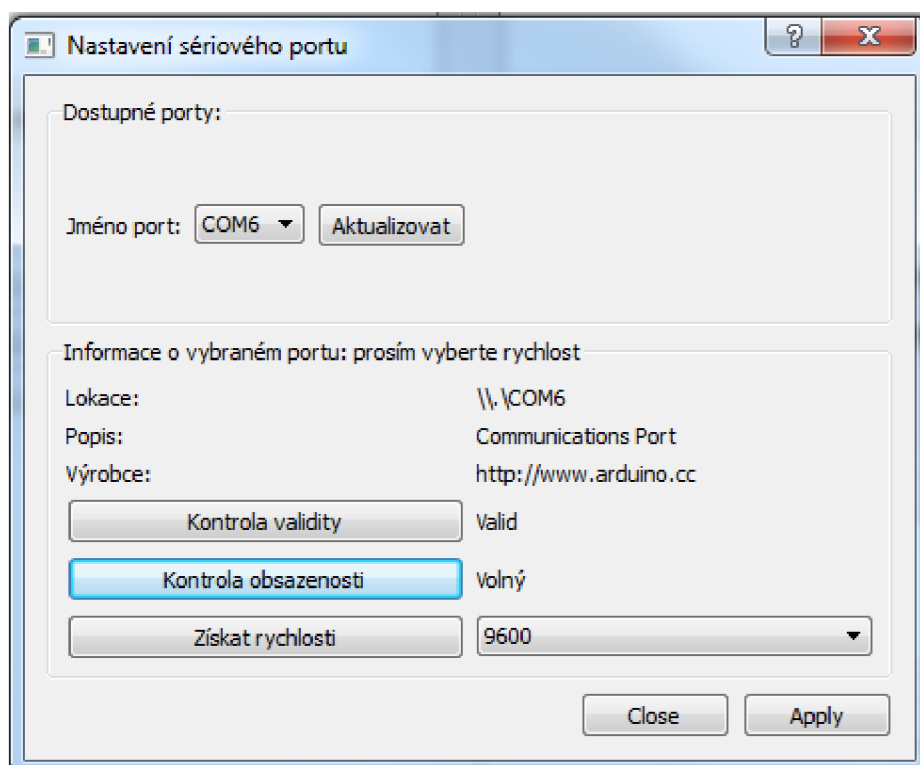 Nastavení sériového portu
Dostupné porty:
Jméno port: COM6 Aktualizovat
Informace o vybraném portu: prosím vyberte rychlost
Lokace: \\.\COM6
Popis: Communications Port
Výrobce: http://www.arduino.cc
Kontrola validity Valid
Kontrola obsazenosti Volný
Získat rychlosti 9600
Close Apply